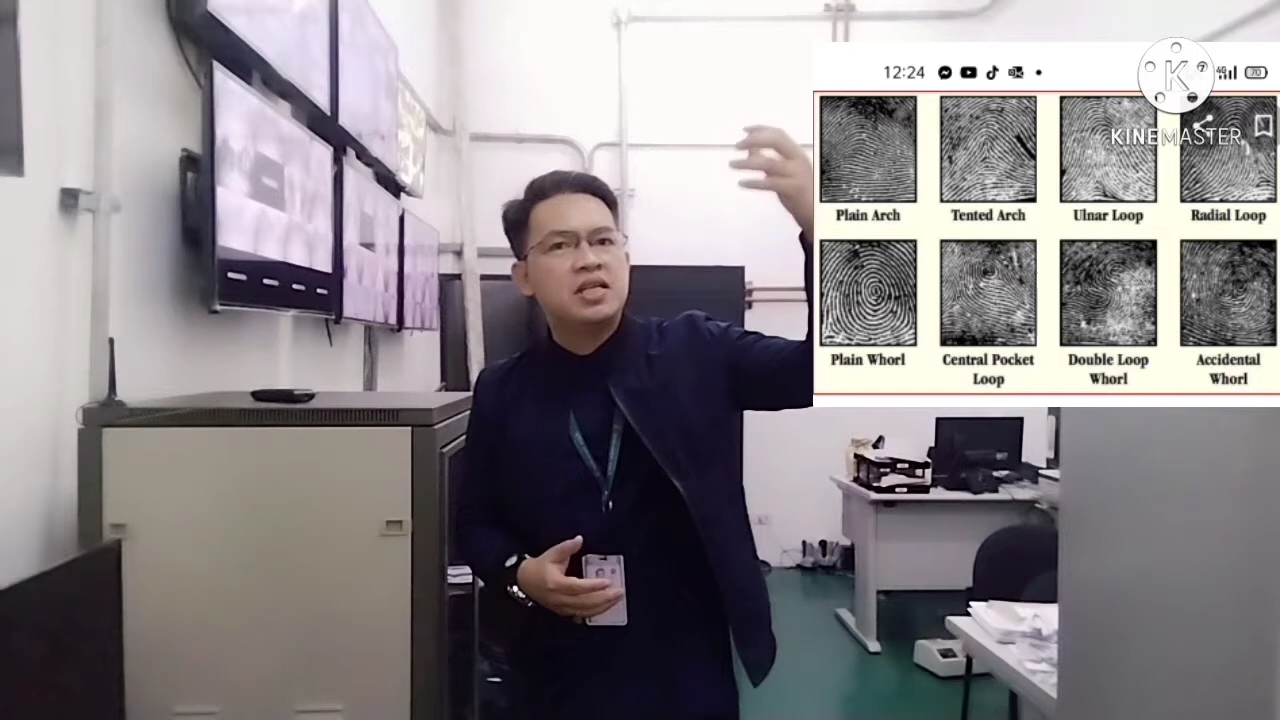 12:24
70
KINEMASTER
Plain Arch
Tented Arch
Ulnar Loop
Radial Loop
Plain Whorl
Central Pocket
Loop
Double Loop
Whorl
Accidental
Whorl